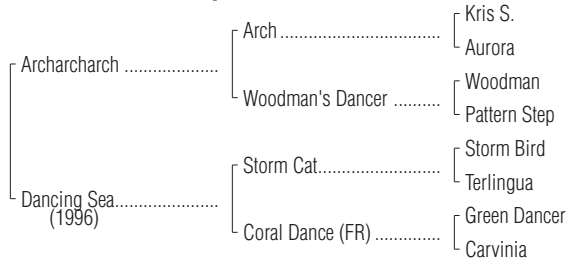 Kris S.
Arch
Aurora
Archarcharch
Woodman
Woodman's Dancer
Pattern Step
Storm Bird
Storm Cat
Terlingua
Dancing Sea
(1996)
Green Dancer
Coral Dance (FR)
Carvinia